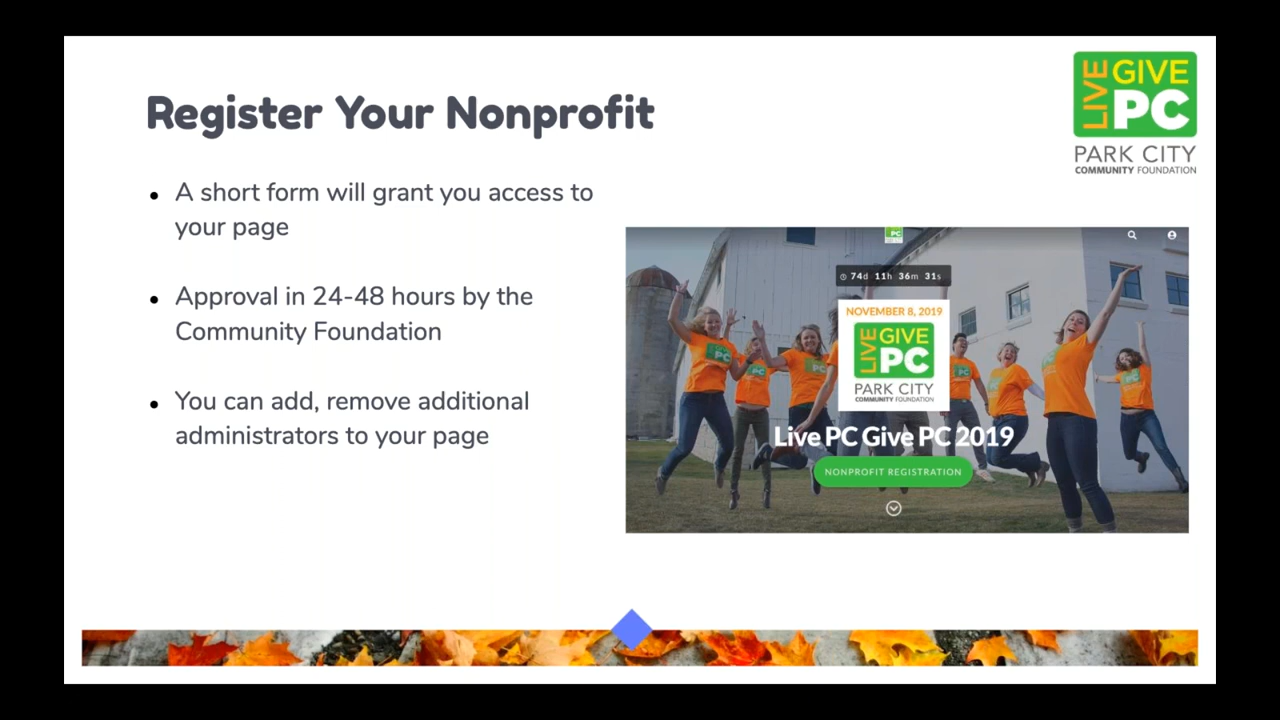 Register Your Nonprofit
LIVE
GIVE
PC
PARK CITY
COMMUNITY FOUNDATION
• A short form will grant you access to
your page
• Approval in 24-48 hours by the
Community Foundation
• You can add, remove additional
administrators to your page
PC
74d 11h 36m 31s
NOVEMBER 8, 2019
LIVE
GIVE
PC
PARK CITY
COMMUNITY FOUNDATION
Live PC Give PC 2019
NONPROFIT REGISTRATION